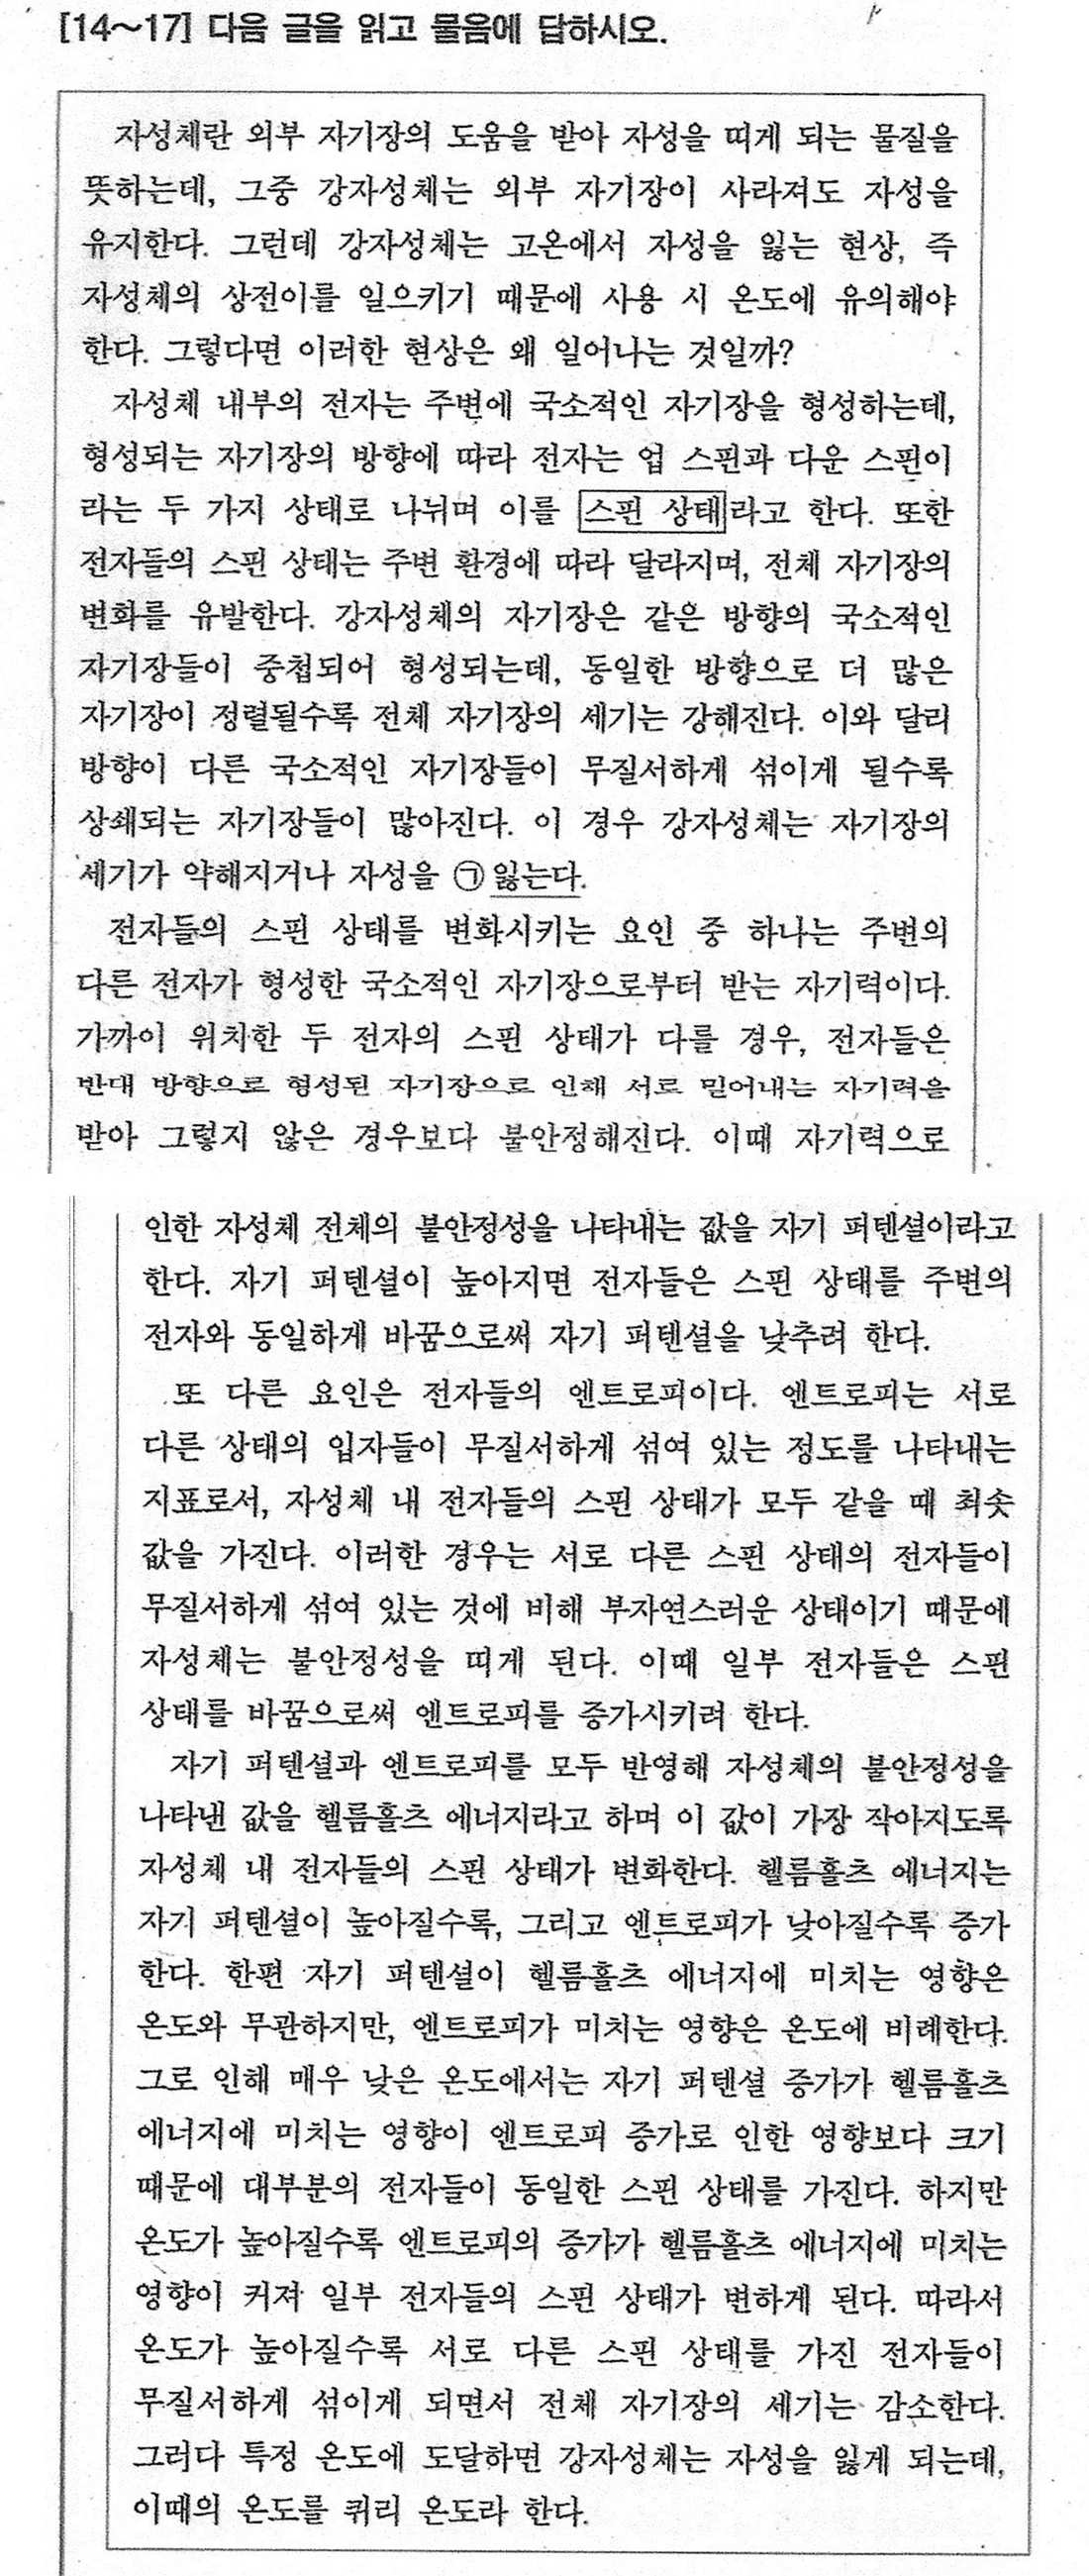 [14~17] 다음 글을 읽고 물음에 답하시오.
자성체란 외부 자기장의 도움을 받아 자성을 띠게 되는 물질을
뜻하는데, 그중 강자성체는 외부 자기장이 사라져도 자성을
유지한다. 그런데 강자성체는 고온에서 자성을 잃는 현상, 즉
자성체의 상전이를 일으키기 때문에 사용 시 온도에 유의해야
한다. 그렇다면 이러한 현상은 왜 일어나는 것일까?
자성체 내부의 전자는 주변에 국소적인 자기장을 형성하는데,
형성되는 자기장의 방향에 따라 전자는 업 스핀과 다운 스핀이
라는 두 가지 상태로 나뉘며 이를 스핀 상태라고 한다. 또한
전자들의 스핀 상태는 주변 환경에 따라 달라지며, 전체 자기장의
변화를 유발한다. 강자성체의 자기장은 같은 방향의 국소적인
자기장들이 중첩되어 형성되는데, 동일한 방향으로 더 많은
자기장이 정렬될수록 전체 자기장의 세기는 강해진다. 이와 달리
방향이 다른 국소적인 자기장들이 무질서하게 섞이게 될수록
상쇄되는 자기장들이 많아진다. 이 경우 강자성체는 자기장의
세기가 약해지거나 자성을 ㉠잃는다.
전자들의 스핀 상태를 변화시키는 요인 중 하나는 주변의
다른 전자가 형성한 국소적인 자기장으로부터 받는 자기력이다.
가까이 위치한 두 전자의 스핀 상태가 다를 경우, 전자들은
반대 방향으로 형성된 자기장으로 인해 서로 밀어내는 자기력을
받아 그렇지 않은 경우보다 불안정해진다. 이때 자기력으로
인한 자성체 전체의 불안정성을 나타내는 값을 자기 퍼텐셜이라고
한다. 자기 퍼텐셜이 높아지면 전자들은 스핀 상태를 주변의
전자와 동일하게 바꿈으로써 자기 퍼텐셜을 낮추려 한다.
또 다른 요인은 전자들의 엔트로피이다. 엔트로피는 서로
다른 상태의 입자들이 무질서하게 섞여 있는 정도를 나타내는
지표로서, 자성체 내 전자들의 스핀 상태가 모두 같을 때 최솟
값을 가진다. 이러한 경우는 서로 다른 스핀 상태의 전자들이
무질서하게 섞여 있는 것에 비해 부자연스러운 상태이기 때문에
자성체는 불안정성을 띠게 된다. 이때 일부 전자들은 스핀
상태를 바꿈으로써 엔트로피를 증가시키려 한다.
자기 퍼텐셜과 엔트로피를 모두 반영해 자성체의 불안정성을
나타낸 값을 헬름홀츠 에너지라고 하며 이 값이 가장 작아지도록
자성체 내 전자들의 스핀 상태가 변화한다. 헬름홀츠 에너지는
자기 퍼텐셜이 높아질수록, 그리고 엔트로피가 낮아질수록 증가
한다. 한편 자기 퍼텐셜이 헬름홀츠 에너지에 미치는 영향은
온도와 무관하지만, 엔트로피가 미치는 영향은 온도에 비례한다.
그로 인해 매우 낮은 온도에서는 자기 퍼텐셜 증가가 헬름홀츠
에너지에 미치는 영향이 엔트로피 증가로 인한 영향보다 크기
때문에 대부분의 전자들이 동일한 스핀 상태를 가진다. 하지만
온도가 높아질수록 엔트로피의 증가가 헬름홀츠 에너지에 미치는
영향이 커져 일부 전자들의 스핀 상태가 변하게 된다. 따라서
온도가 높아질수록 서로 다른 스핀 상태를 가진 전자들이
무질서하게 섞이게 되면서 전체 자기장의 세기는 감소한다.
그러다 특정 온도에 도달하면 강자성체는 자성을 잃게 되는데,
이때의 온도를 퀴리 온도라 한다.